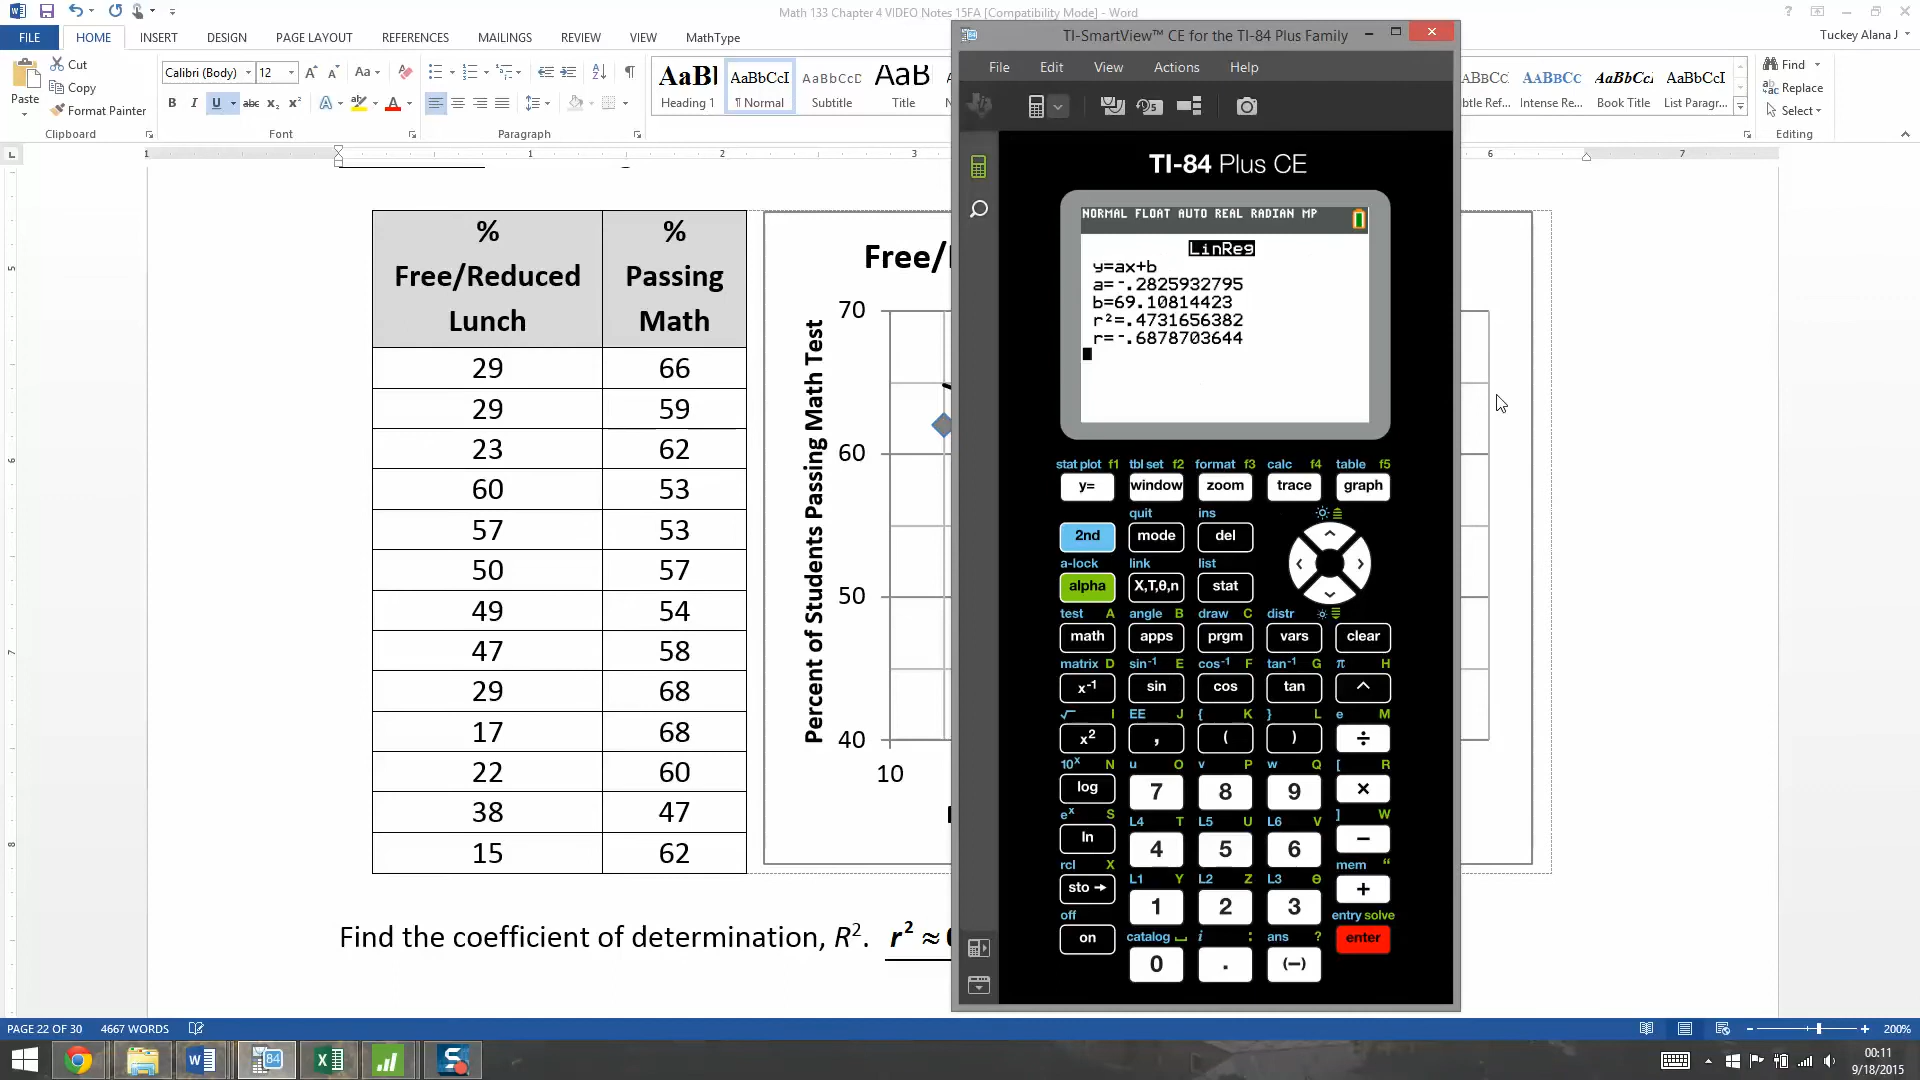 Math 133 Chapter 4 VIDEO Notes 15FA [Compatibility Mode] - Word
FILE HOME INSERT DESIGN PAGE LAYOUT REFERENCES MAILINGS REVIEW VIEW MathType
Tuckey Alana J
Paste
Cut
Copy
Format Painter
Clipboard
Calibri (Body) 12
Font
Paragraph
AaBl AaBbCcI AaBbCcD AaB
Heading 1 ¶ Normal Subtitle Title
AaBbCc AaBbCc AaBbCcI
Intense Re... Book Title List Paragr...
Find
Replace
Select
Editing
TI-SmartView™ CE for the TI-84 Plus Family
File Edit View Actions Help
TI-84 Plus CE
NORMAL FLOAT AUTO REAL RADIAN MP
LinReg
y=ax+b
a=-.2825932795
b=69.10814423
r²=.4731656382
r=-.6878703644
stat plot f1 tbl set f2 format f3 calc f4 table f5
y= window zoom trace graph
quit ins
2nd mode del
a-lock link list
alpha X,T,θ,n stat
test A angle B draw C distr
math apps prgm vars clear
matrix D sin⁻¹ E cos⁻¹ F tan⁻¹ G π H
x⁻¹ sin cos tan ^
√ I EE J { K } L e M
x² , ( ) ÷
10ˣ N u O v P w Q [ R
log 7 8 9 ×
eˣ S L4 T L5 U L6 V ] W
ln 4 5 6 −
rcl X L1 Y L2 Z L3 θ mem “
sto → 1 2 3 +
off catalog i : ans ? entry solve
on 0 . (−) enter
% Free/Reduced Lunch % Passing Math
29 66
29 59
23 62
60 53
57 53
50 57
49 54
47 58
29 68
17 68
22 60
38 47
15 62
Free/
Percent of Students Passing Math Test
70
60
50
40
10
Find the coefficient of determination, R². r² ≈
PAGE 22 OF 30 4667 WORDS
200%
00:11
9/18/2015